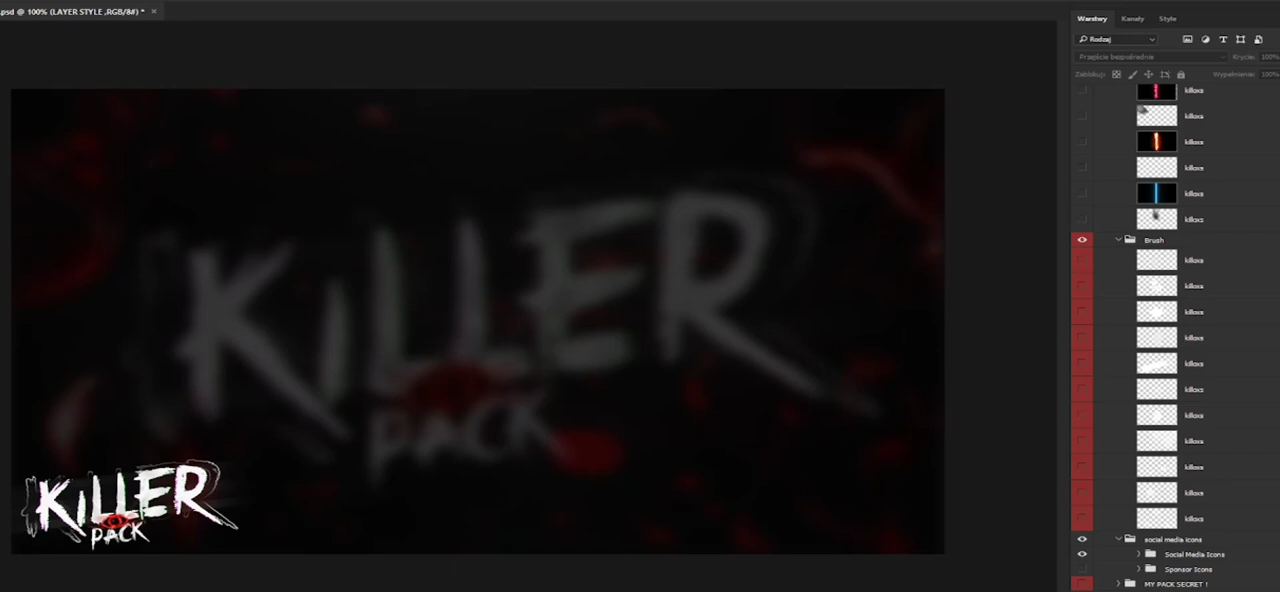 .psd @ 100% (LAYER STYLE ,RGB/8#) * ×
Warstwy Kanały Style
Rodzaj
Przejście bezpośrednie Krycie: 100%
Zablokuj: Wypełnienie: 100%
killoxs
killoxs
killoxs
killoxs
killoxs
killoxs
Brush
killoxs
killoxs
killoxs
killoxs
killoxs
killoxs
killoxs
killoxs
killoxs
killoxs
killoxs
social media icons
Social Media Icons
Sponsor Icons
MY PACK SECRET !
KiLLER
PACK
KiLLER
PACK